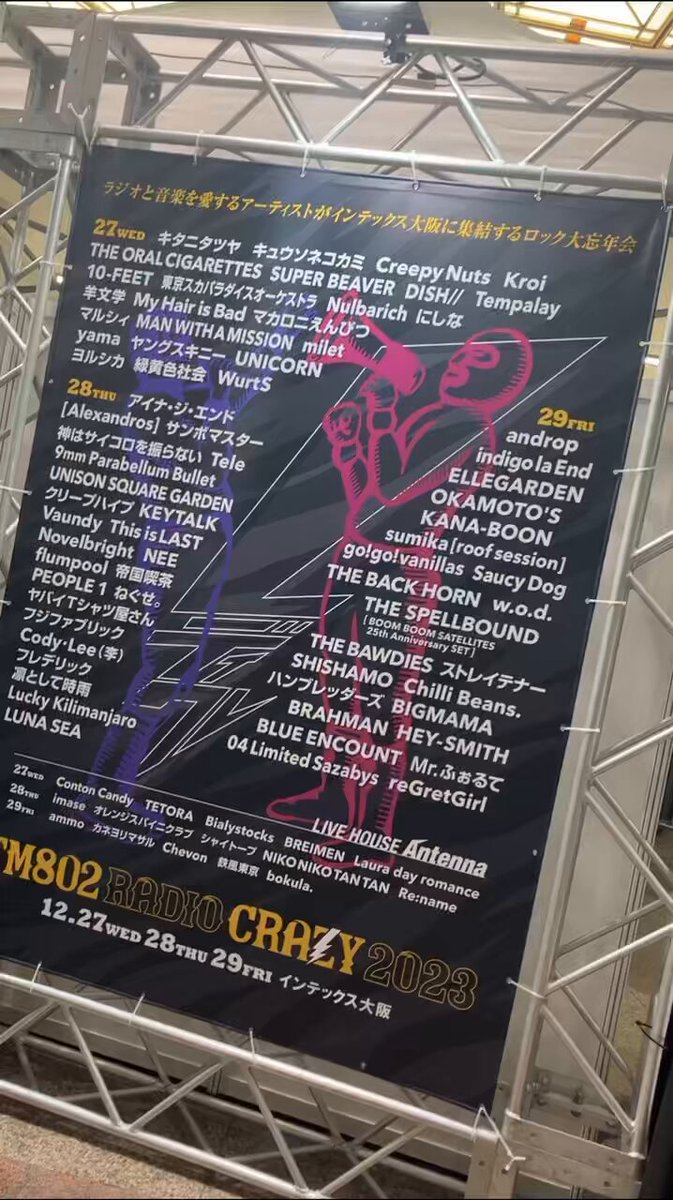 ラジオと音楽を愛するアーティストがインテックス大阪に集結するロック大忘年会
27WED キタニタツヤ キュウソネコカミ Creepy Nuts Kroi
THE ORAL CIGARETTES SUPER BEAVER DISH// Tempalay
10-FEET 東京スカパラダイスオーケストラ Nulbarich にしな
羊文学 My Hair is Bad マカロニえんぴつ
マルシィ MAN WITH A MISSION milet
yama ヤングスキニー UNICORN
ヨルシカ 緑黄色社会 WurtS
28THU アイナ・ジ・エンド
[Alexandros] サンボマスター
神はサイコロを振らない Tele
9mm Parabellum Bullet
UNISON SQUARE GARDEN
クリープハイプ KEYTALK
Vaundy This is LAST
Novelbright NEE
flumpool 帝国喫茶
PEOPLE 1 ねぐせ。
ヤバイTシャツ屋さん
フジファブリック
Cody・Lee(李)
フレデリック
凛として時雨
Lucky Kilimanjaro
LUNA SEA
29FRI
androp
indigo la End
ELLEGARDEN
OKAMOTO'S
KANA-BOON
sumika [roof session]
go!go!vanillas Saucy Dog
THE BACK HORN w.o.d.
THE SPELLBOUND
[BOOM BOOM SATELLITES
25th Anniversary SET]
THE BAWDIES ストレイテナー
SHISHAMO Chilli Beans.
ハンブレッダーズ BIGMAMA
BRAHMAN HEY-SMITH
BLUE ENCOUNT Mr.ふぉるて
04 Limited Sazabys reGretGirl
LIVE HOUSE Antenna
27WED Conton Candy TETORA Bialystocks BREIMEN Laura day romance
28THU imase オレンジスパイニクラブ シャイトープ NIKO NIKO TAN TAN Re:name
29FRI ammo カネヨリマサル Chevon 鉄風東京 bokula.
FM802 RADIO CRAZY 2023
12.27WED 28THU 29FRI インテックス大阪